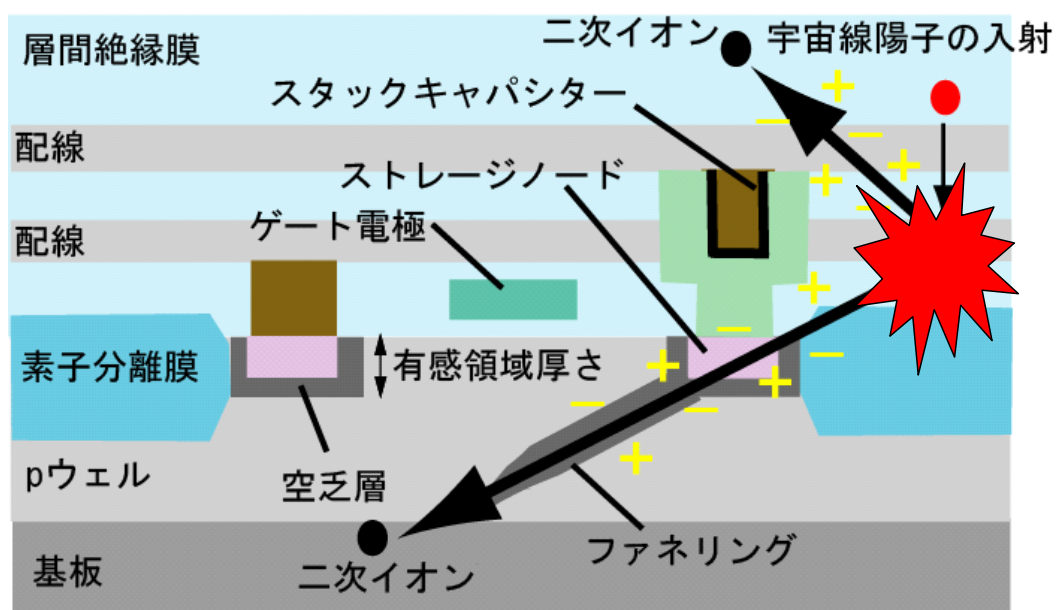 二次イオン
宇宙線陽子の入射
層間絶縁膜
スタックキャパシター
配線
ストレージノード
ゲート電極
配線
素子分離膜
有感領域厚さ
pウェル
空乏層
ファネリング
基板
二次イオン